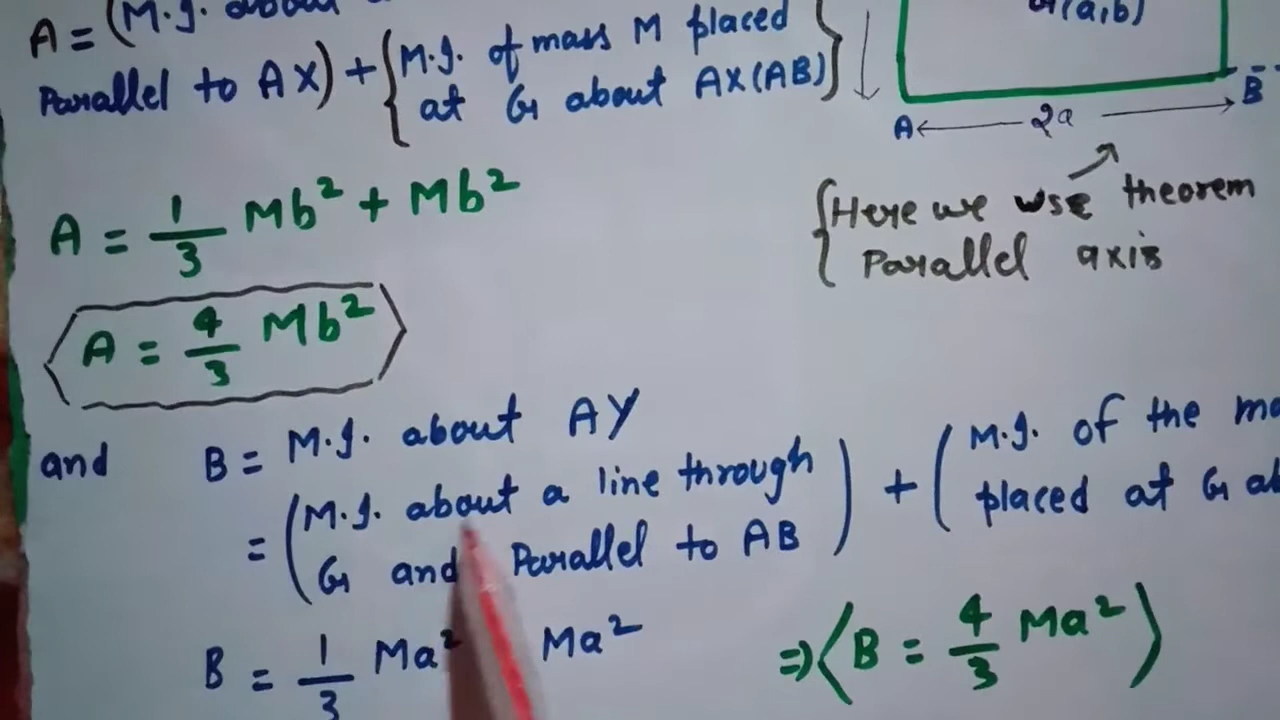 A = (M.I. about
Parallel to AX) + {M.I. of mass M placed
at G about AX(AB)}
G(a,b)
A 2a B
{Here we use theorem
Parallel axis
A = 1/3 Mb² + Mb²
A = 4/3 Mb²
and B = M.I. about AY
= (M.I. about a line through
G and Parallel to AB) + (M.I. of the
placed at G
B = 1/3 Ma² Ma² ⇒ ⟨B = 4/3 Ma²⟩